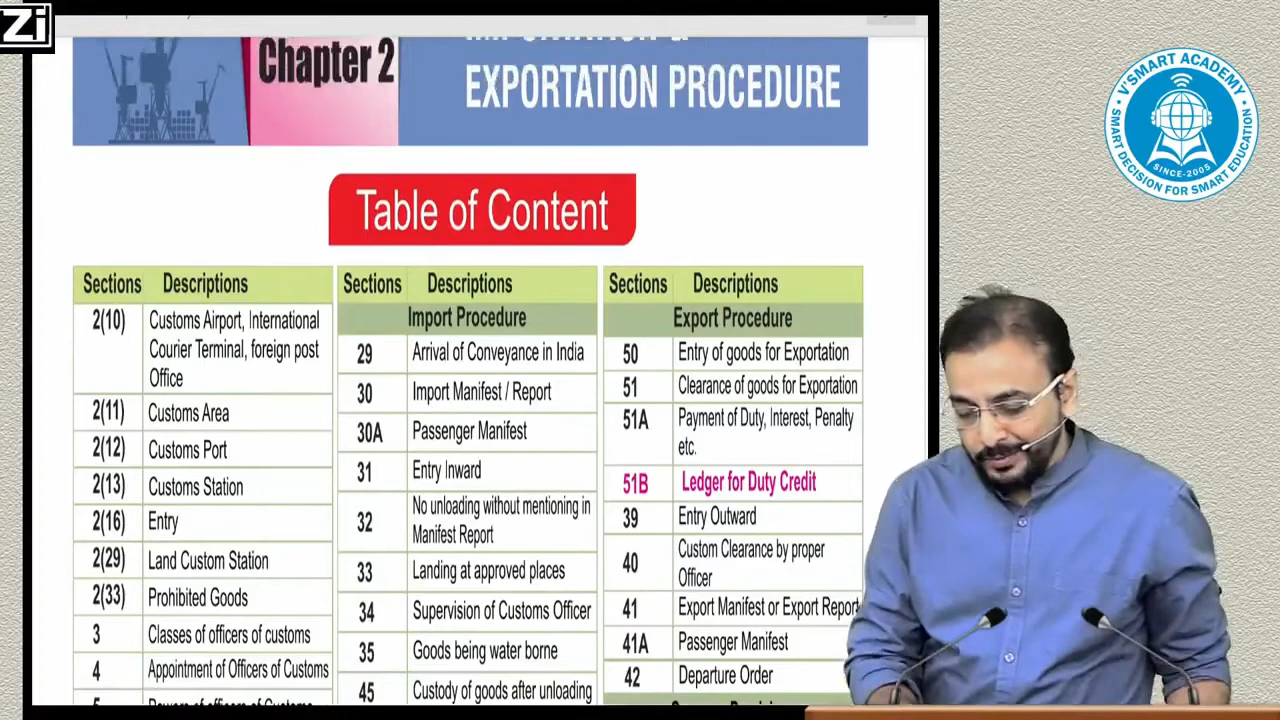 Zi
Chapter 2
EXPORTATION PROCEDURE
Table of Content
Sections Descriptions
2(10) Customs Airport, International
Courier Terminal, foreign post
Office
2(11) Customs Area
2(12) Customs Port
2(13) Customs Station
2(16) Entry
2(29) Land Custom Station
2(33) Prohibited Goods
3 Classes of officers of customs
4 Appointment of Officers of Customs
Sections Descriptions
Import Procedure
29 Arrival of Conveyance in India
30 Import Manifest / Report
30A Passenger Manifest
31 Entry Inward
32 No unloading without mentioning in
Manifest Report
33 Landing at approved places
34 Supervision of Customs Officer
35 Goods being water borne
45 Custody of goods after unloading
Sections Descriptions
Export Procedure
50 Entry of goods for Exportation
51 Clearance of goods for Exportation
51A Payment of Duty, Interest, Penalty
etc.
51B Ledger for Duty Credit
39 Entry Outward
40 Custom Clearance by proper
Officer
41 Export Manifest or Export Report
41A Passenger Manifest
42 Departure Order
V'SMART ACADEMY
SINCE-2005
SMART DECISION FOR SMART EDUCATION